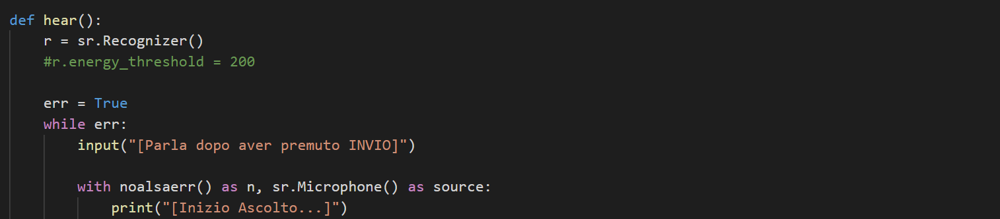 def hear():
    r = sr.Recognizer()
    #r.energy_threshold = 200
    err = True
    while err:
        input("[Parla dopo aver premuto INVIO]")
        with noalsaerr() as n, sr.Microphone() as source:
            print("[Inizio Ascolto...]")